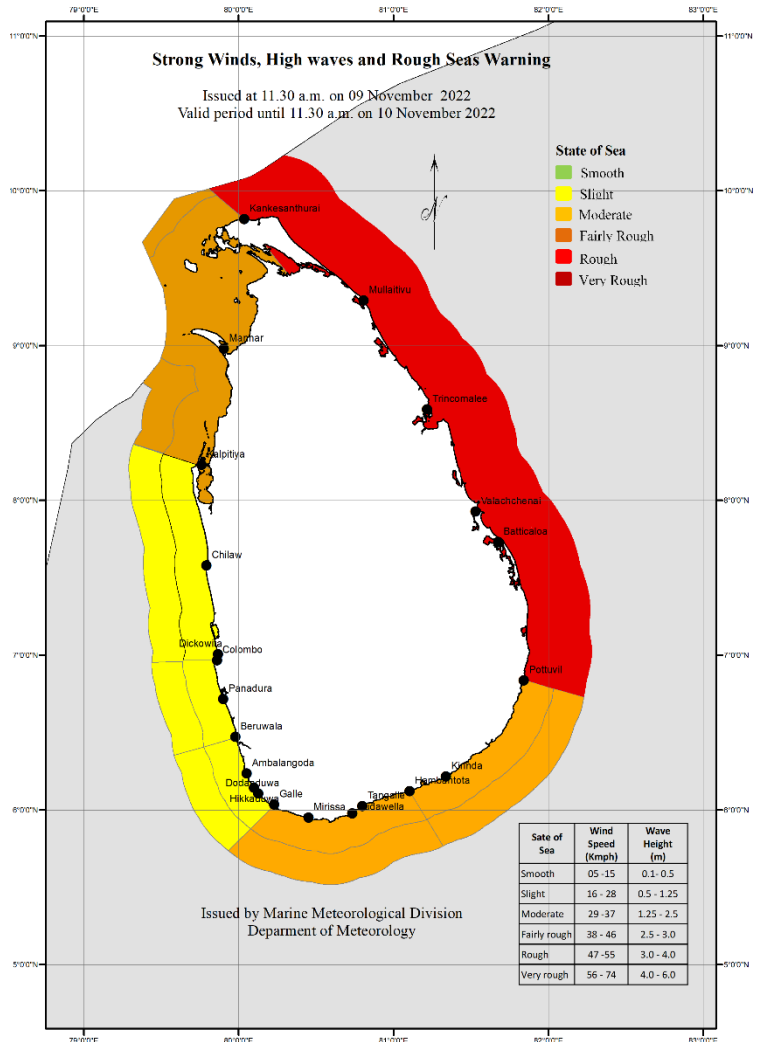 79°0'0"E 80°0'0"E 81°0'0"E 82°0'0"E 83°0'0"E
11°0'0"N 11°0'0"N
Strong Winds, High waves and Rough Seas Warning
Issued at 11.30 a.m. on 09 November 2022
Valid period until 11.30 a.m. on 10 November 2022
State of Sea
Smooth
Slight
Moderate
Fairly Rough
Rough
Very Rough
N
10°0'0"N 10°0'0"N
Kankesanthurai
Mullaitivu
9°0'0"N 9°0'0"N
Mannar
Trincomalee
Kalpitiya
8°0'0"N 8°0'0"N
Valachchenai
Batticaloa
Chilaw
Dickowita
Colombo
7°0'0"N 7°0'0"N
Pottuvil
Panadura
Beruwala
Ambalangoda
Kirinda
Dodanduwa
Hambantota
Hikkaduwa
Galle
Tangalle
Mirissa
6°0'0"N 6°0'0"N
Sate of Sea Wind Speed (Kmph) Wave Height (m)
Smooth 05 -15 0.1- 0.5
Slight 16 - 28 0.5 - 1.25
Moderate 29 -37 1.25 - 2.5
Fairly rough 38 - 46 2.5 - 3.0
Rough 47 -55 3.0 - 4.0
Very rough 56 - 74 4.0 - 6.0
Issued by Marine Meteorological Division
Deparment of Meteorology
5°0'0"N 5°0'0"N
79°0'0"E 80°0'0"E 81°0'0"E 82°0'0"E 83°0'0"E